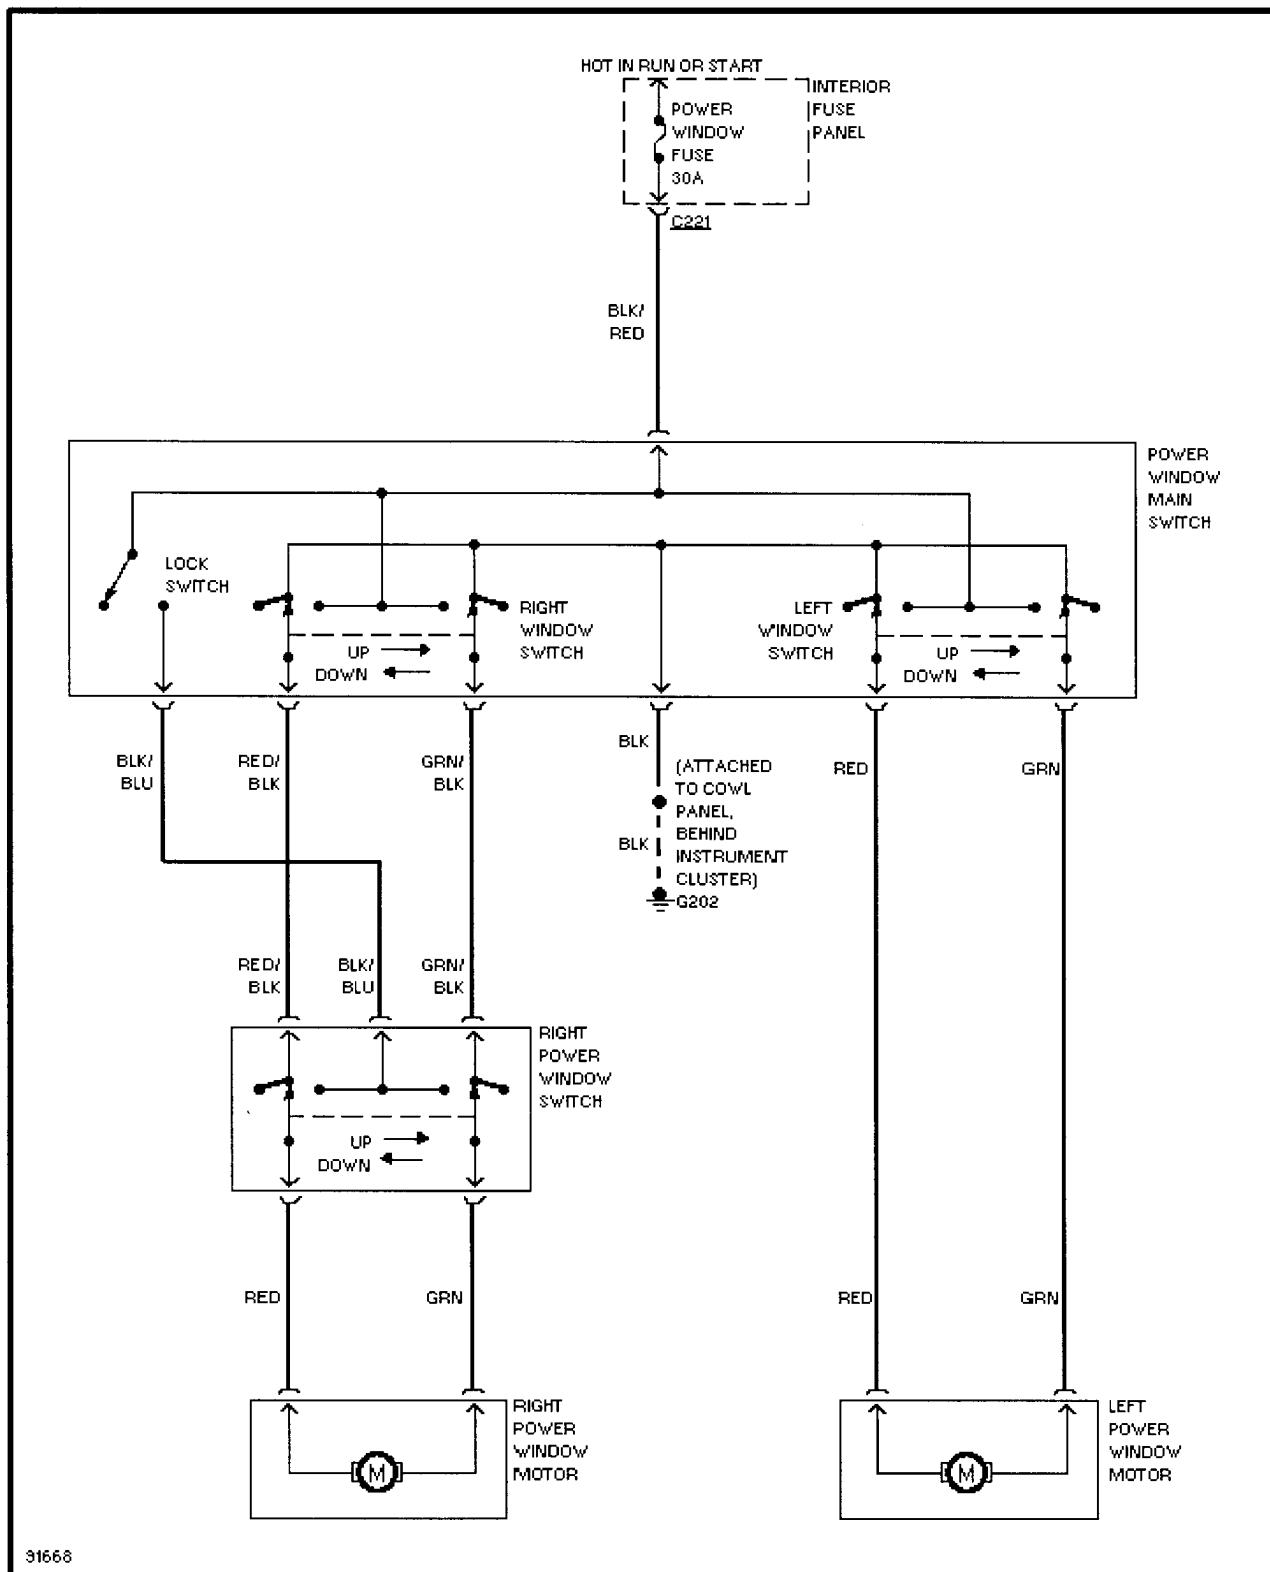 HOT IN RUN OR START
INTERIOR
FUSE
PANEL
POWER
WINDOW
FUSE
30A
C221
BLK/
RED
POWER
WINDOW
MAIN
SWITCH
LOCK
SWITCH
RIGHT
WINDOW
SWITCH
UP
DOWN
LEFT
WINDOW
SWITCH
UP
DOWN
BLK/
BLU
RED/
BLK
GRN/
BLK
BLK
(ATTACHED
TO COWL
PANEL,
BEHIND
INSTRUMENT
CLUSTER)
G202
BLK
RED
GRN
RED/
BLK
BLK/
BLU
GRN/
BLK
RIGHT
POWER
WINDOW
SWITCH
UP
DOWN
RED
GRN
RED
GRN
RIGHT
POWER
WINDOW
MOTOR
M
LEFT
POWER
WINDOW
MOTOR
M
91668